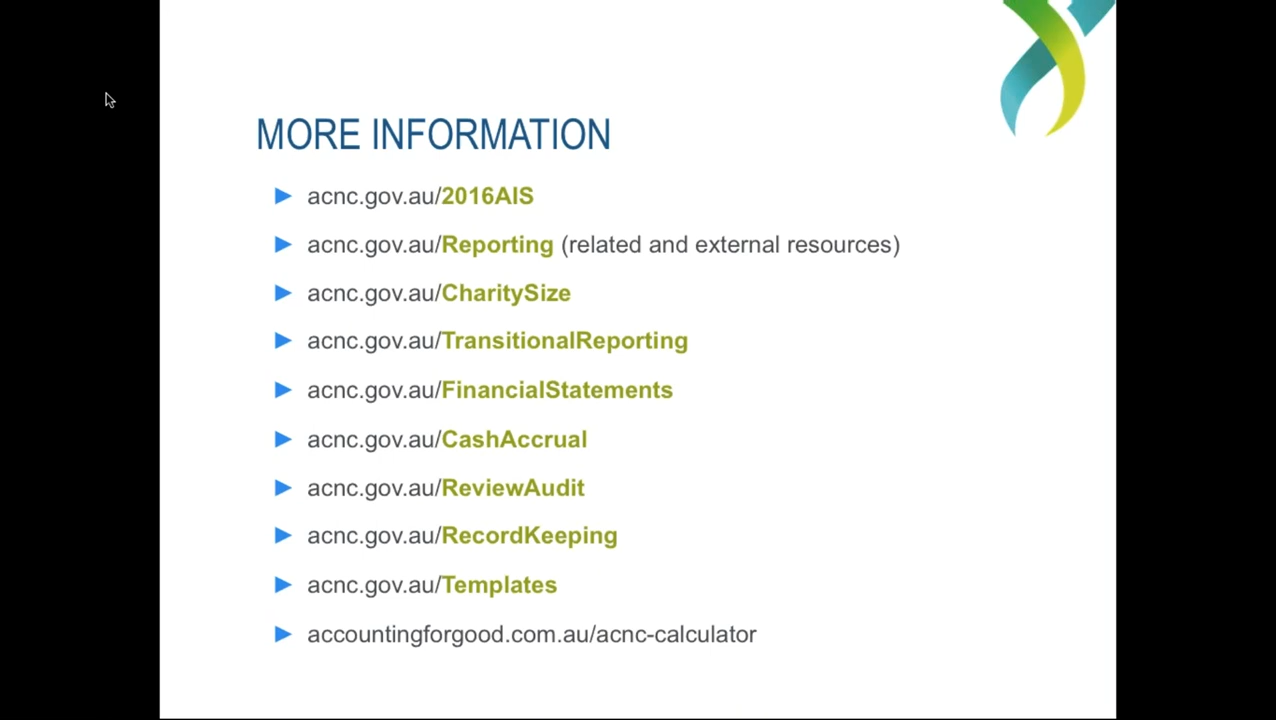 MORE INFORMATION
acnc.gov.au/2016AIS
acnc.gov.au/Reporting (related and external resources)
acnc.gov.au/CharitySize
acnc.gov.au/TransitionalReporting
acnc.gov.au/FinancialStatements
acnc.gov.au/CashAccrual
acnc.gov.au/ReviewAudit
acnc.gov.au/RecordKeeping
acnc.gov.au/Templates
accountingforgood.com.au/acnc-calculator